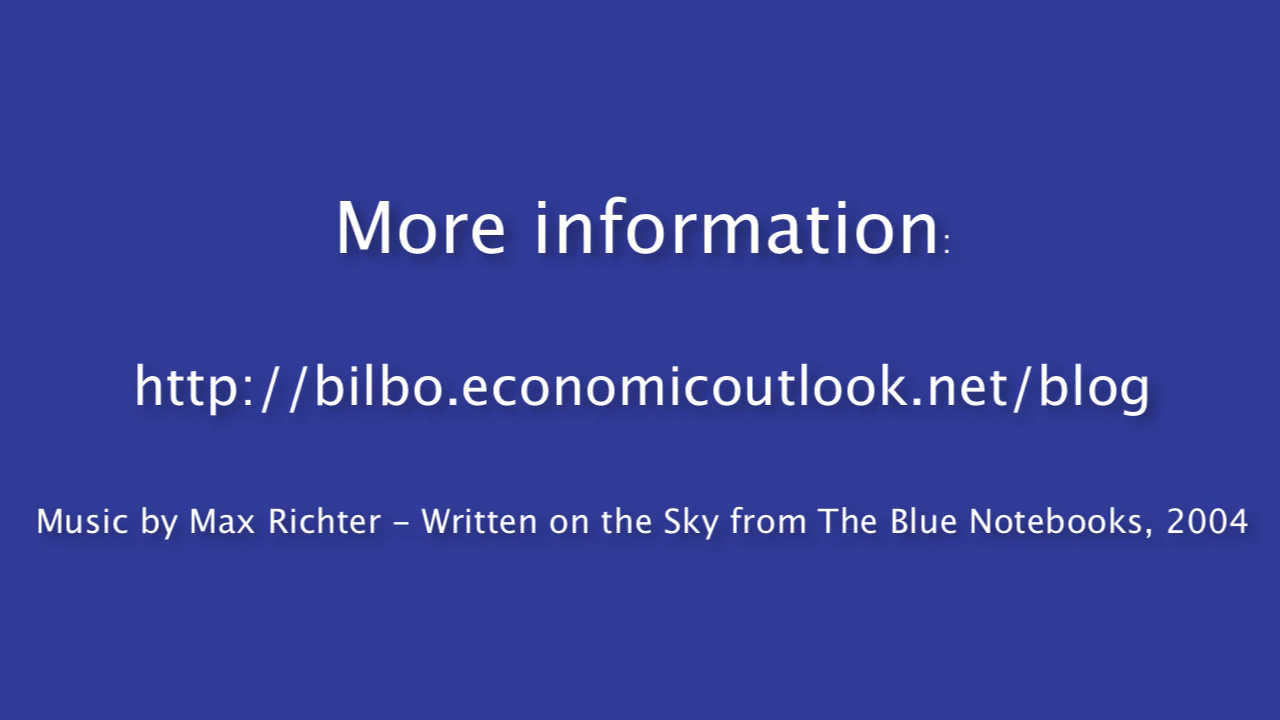 More information:
http://bilbo.economicoutlook.net/blog
Music by Max Richter – Written on the Sky from The Blue Notebooks, 2004